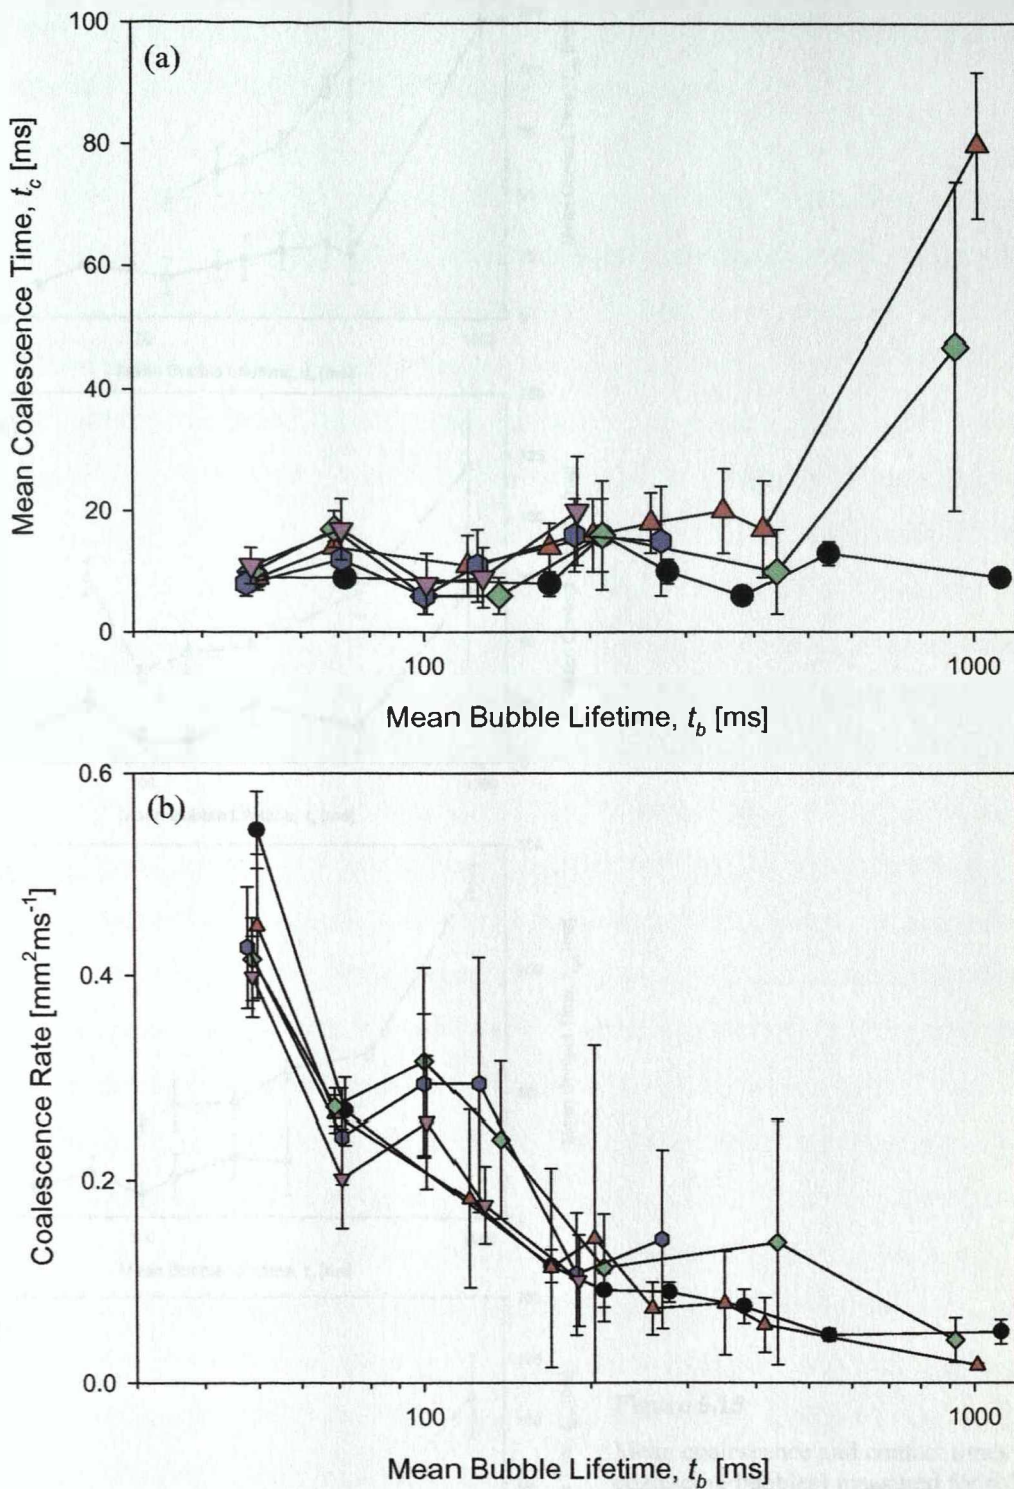 (a)
100
80
60
40
20
0
Mean Coalescence Time, t_c [ms]
100
1000
Mean Bubble Lifetime, t_b [ms]
(b)
0.6
0.4
0.2
0.0
Coalescence Rate [mm²ms⁻¹]
100
1000
Mean Bubble Lifetime, t_b [ms]